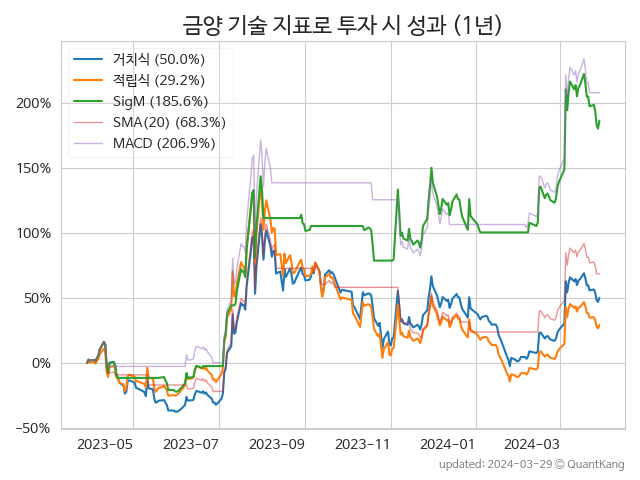 금양 기술 지표로 투자 시 성과 (1년)
거치식 (50.0%)
적립식 (29.2%)
SigM (185.6%)
SMA(20) (68.3%)
MACD (206.9%)
200%
150%
100%
50%
0%
−50%
2023-05 2023-07 2023-09 2023-11 2024-01 2024-03
updated: 2024-03-29 © QuantKang